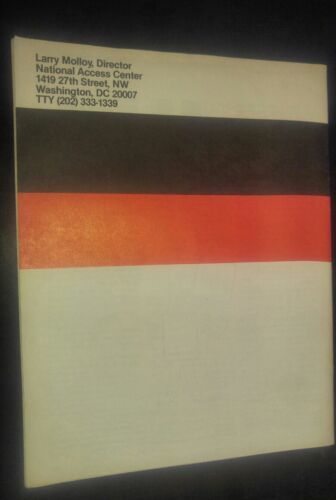 Larry Molloy, Director
National Access Center
1419 27th Street, NW
Washington, DC 20007
TTY (202) 333-1339